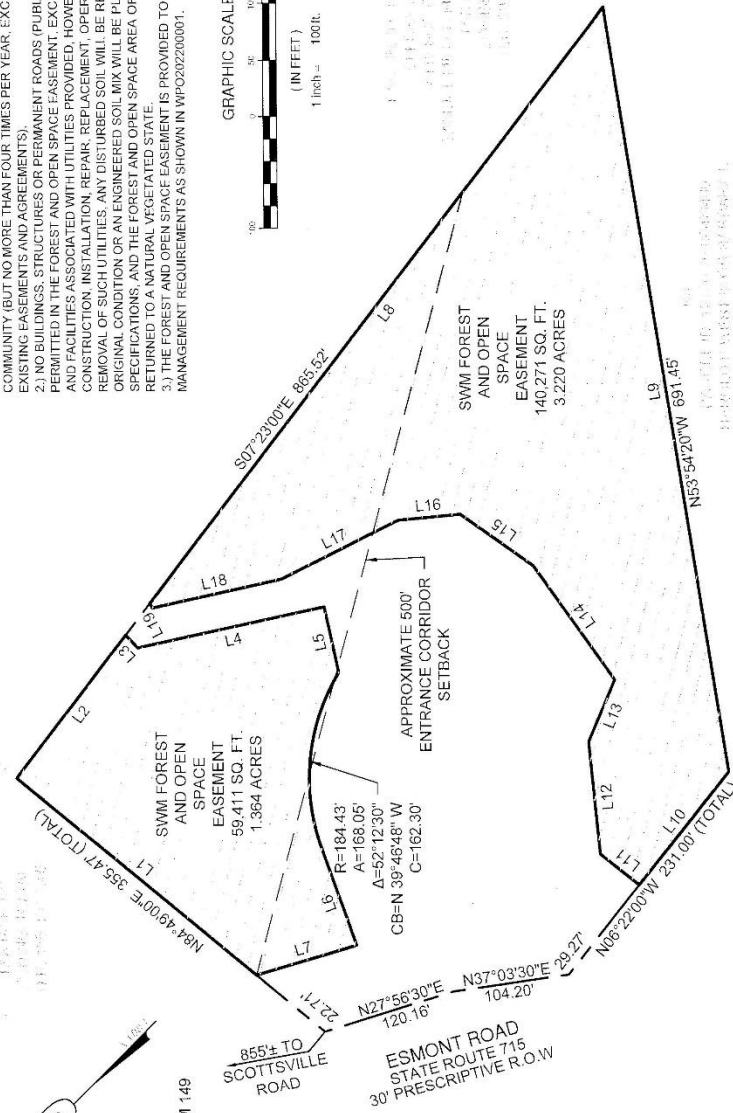 COMMUNITY (BUT NO MORE THAN FOUR TIMES PER YEAR, EXC
EXISTING EASEMENTS AND AGREEMENTS).
2.) NO BUILDINGS, STRUCTURES OR PERMANENT ROADS (PUBL
PERMITTED IN THE FOREST AND OPEN SPACE EASEMENT, EXC
AND FACILITIES ASSOCIATED WITH UTILITIES PROVIDED, HOWE
CONSTRUCTION, INSTALLATION, REPAIR, REPLACEMENT, OPER
REMOVAL OF SUCH UTILITIES, ANY DISTURBED SOIL WILL BE RE
ORIGINAL CONDITION OR AN ENGINEERED SOIL MIX WILL BE PL
SPECIFICATIONS, AND THE FOREST AND OPEN SPACE AREA OF
RETURNED TO A NATURAL VEGETATED STATE.
3.) THE FOREST AND OPEN SPACE EASEMENT IS PROVIDED TO
MANAGEMENT REQUIREMENTS AS SHOWN IN WPO202200001.
GRAPHIC SCALE
100
0
50
( IN FEET )
1 inch = 100ft.
M 149
N84°49'00"E 355.47' (TOTAL)
L1
L2
L3
L4
L5
L6
L7
SWM FOREST
AND OPEN
SPACE
EASEMENT
59,411 SQ. FT.
1.364 ACRES
R=184.43'
A=168.05'
Δ=52°12'30"
CB=N 39°46'48" W
C=162.30'
S07°23'00"E 865.52'
L8
L19
L18
L17
L16
L15
L14
L13
L12
L11
L10
L9
N53°54'20"W 691.45'
SWM FOREST
AND OPEN
SPACE
EASEMENT
140,271 SQ. FT.
3.220 ACRES
APPROXIMATE 500'
ENTRANCE CORRIDOR
SETBACK
22.71'
855'± TO
SCOTTSVILLE
ROAD
N27°56'30"E
120.16'
N37°03'30"E
104.20'
29.27'
N06°22'00"W 231.00' (TOTAL)
ESMONT ROAD
STATE ROUTE 715
30' PRESCRIPTIVE R.O.W